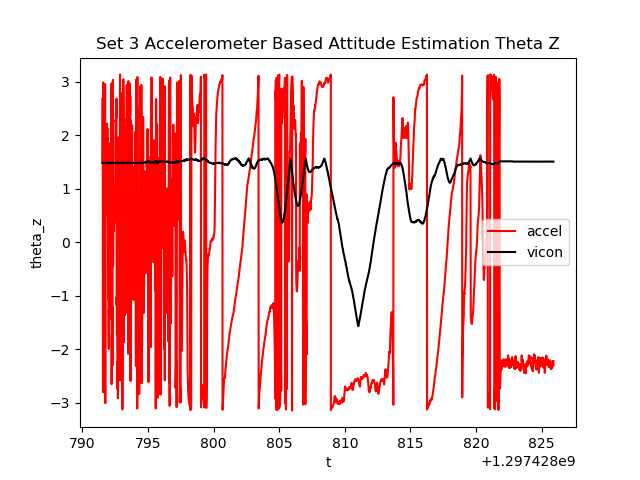 Set 3 Accelerometer Based Attitude Estimation Theta Z
3
2
1
0
−1
−2
−3
theta_z
accel
vicon
790 795 800 805 810 815 820 825
t
+1.297428e9